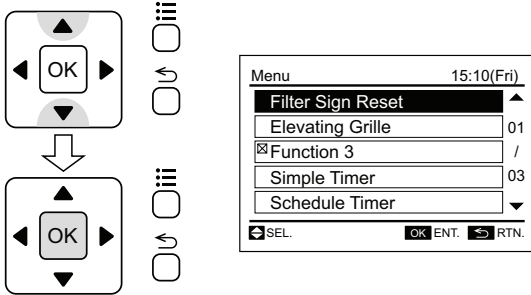 OK
OK
Menu 15:10(Fri)
Filter Sign Reset
Elevating Grille 01
Function 3 /
Simple Timer 03
Schedule Timer
SEL. OK ENT. RTN.